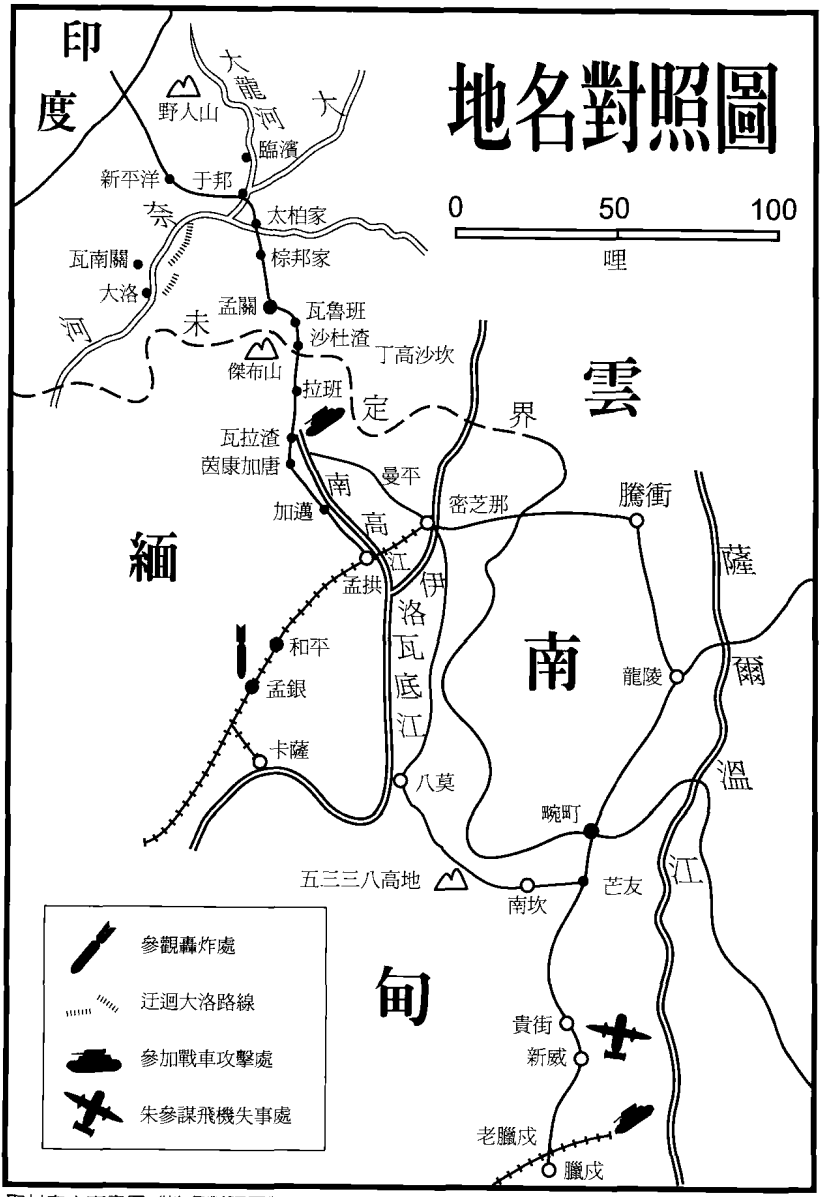 地名對照圖
0 50 100
哩
印度
野人山
大龍河
大
臨濱
新平洋
于邦
奈
太柏家
瓦南關
棕邦家
大洛
孟關
瓦魯班
河
未
沙杜渣
傑布山
丁高沙坎
拉班
定
界
雲
瓦拉渣
茵康加唐
南高江
曼平
密芝那
騰衝
加邁
緬
孟拱
伊洛瓦底江
薩爾溫江
和平
南
龍陵
孟銀
卡薩
八莫
畹町
五三三八高地
南坎
芒友
甸
貴街
新威
老臘戍
臘戍
參觀轟炸處
迂迴大洛路線
參加戰車攻擊處
朱參謀飛機失事處